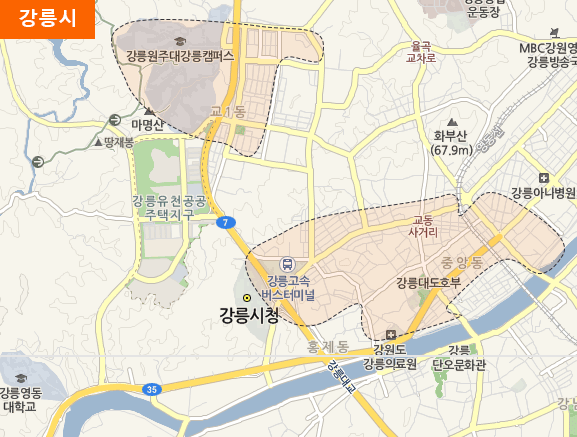 강릉시
운동장
강릉원주대강릉캠퍼스
율곡
교차로
MBC강원영
강릉방송국
교1동
마명산
땅재봉
화부산
(67.9m)
영동선
강릉아니병원
강릉유천공공
주택지구
7
교동
사거리
중앙동
강릉고속
버스터미널
강릉대도호부
강릉시청
홍제동
강원도
강릉의료원
강릉
단오문화관
강릉대교
35
강릉영동
대학교
강남